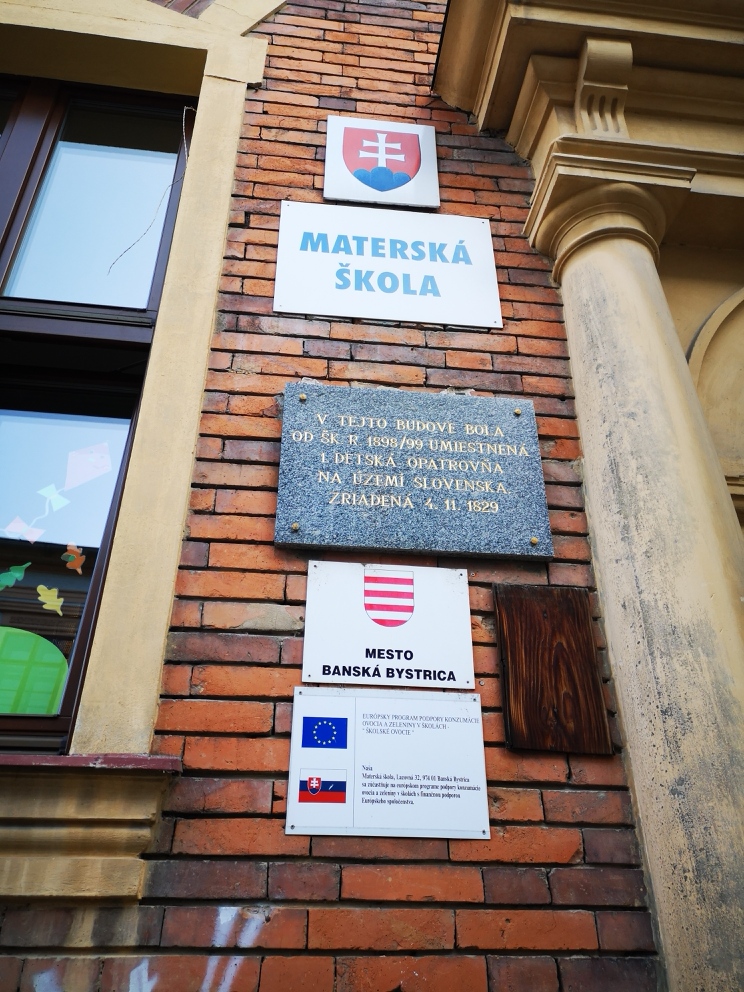 MATERSKÁ
ŠKOLA
V TEJTO BUDOVE BOLA
OD ŠK. R. 1898/99 UMIESTNENÁ
I. DETSKÁ OPATROVŇA
NA ÚZEMÍ SLOVENSKA,
ZRIADENÁ 4. 11. 1829
MESTO
BANSKÁ BYSTRICA
EURÓPSKY PROGRAM PODPORY KONZUMÁCIE
OVOCIA A ZELENINY V ŠKOLÁCH -
" ŠKOLSKÉ OVOCIE "
Naša
Materská škola, Lazovná 32, 974 01 Banská Bystrica
sa zúčastňuje na európskom programe podpory konzumácie
ovocia a zeleniny v školách s finančnou podporou
Európskeho spoločenstva.